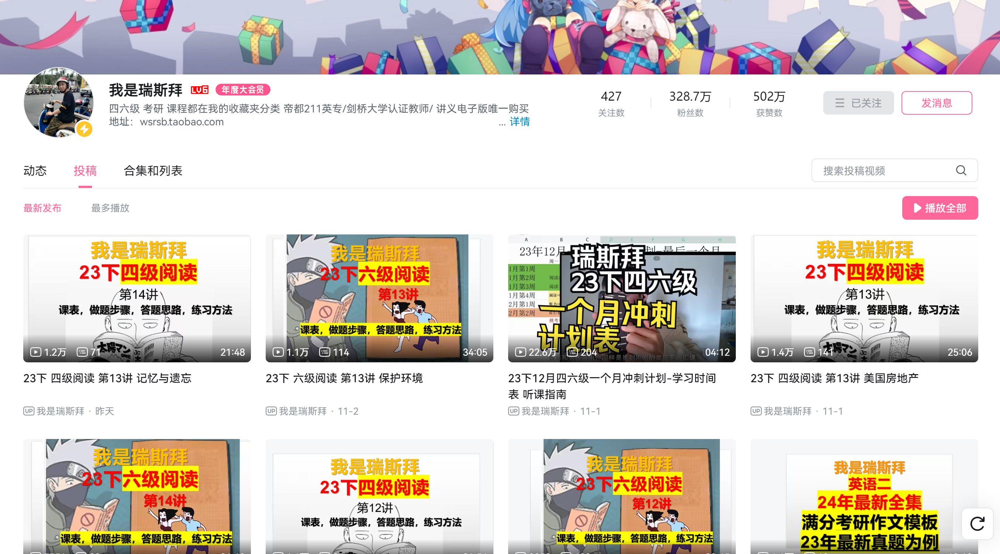 我是瑞斯拜 LV6 年度大会员
四六级 考研 课程都在我的收藏夹分类 帝都211英专/剑桥大学认证教师/ 讲义电子版唯一购买
地址：wsrsb.taobao.com
... 详情
427 328.7万 502万
关注数 粉丝数 获赞数
已关注
发消息
动态 投稿 合集和列表
搜索投稿视频
最新发布 最多播放
播放全部
我是瑞斯拜
23下四级阅读
第14讲
课表，做题步骤，答题思路，练习方法
太陽マン
ONE
1.2万 71 21:48
23下 四级阅读 第13讲 记忆与遗忘
UP 我是瑞斯拜 · 昨天
我是瑞斯拜
23下六级阅读
第13讲
课表，做题步骤，答题思路，练习方法
1.1万 114 34:05
23下 六级阅读 第13讲 保护环境
UP 我是瑞斯拜 · 11-2
A B C D E F G H
23年12月
划-最后一个月
周一
1月第1周
1月第2周
1月第3周
1月第4周
2月第1周
2月第2周
瑞斯拜
23下四六级
一个月冲刺
计划表
22.6万 204 04:12
23下12月四六级一个月冲刺计划-学习时间
表 听课指南
UP 我是瑞斯拜 · 11-1
我是瑞斯拜
23下四级阅读
第13讲
课表，做题步骤，答题思路，练习方法
太陽マン
ONE
1.4万 141 25:06
23下 四级阅读 第13讲 美国房地产
UP 我是瑞斯拜 · 11-1
我是瑞斯拜
23下六级阅读
第14讲
课表，做题步骤，答题思路，练习方法
我是瑞斯拜
23下四级阅读
第12讲
课表，做题步骤，答题思路，练习方法
我是瑞斯拜
23下六级阅读
第12讲
课表，做题步骤，答题思路，练习方法
我是瑞斯拜
英语二
24年最新全集
满分考研作文模板
23年最新真题为例